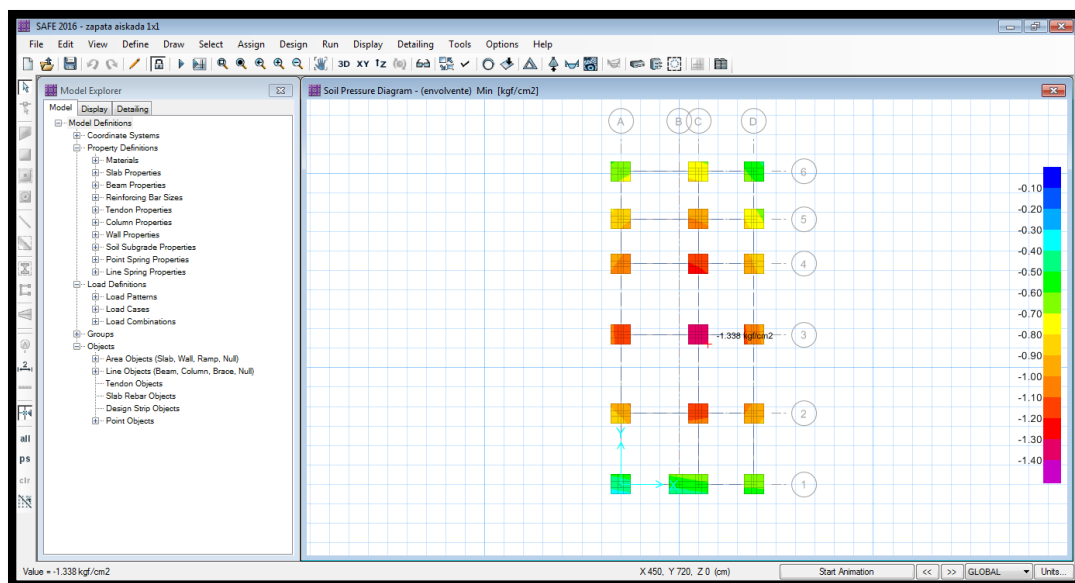 SAFE 2016 - zapata aiskada 1x1
File Edit View Define Draw Select Assign Design Run Display Detailing Tools Options Help
3D XY
Model Explorer
Model Display Detailing
Model Definitions
Coordinate Systems
Property Definitions
Materials
Slab Properties
Beam Properties
Reinforcing Bar Sizes
Tendon Properties
Column Properties
Wall Properties
Soil Subgrade Properties
Point Spring Properties
Line Spring Properties
Load Definitions
Load Patterns
Load Cases
Load Combinations
Groups
Objects
Area Objects (Slab, Wall, Ramp, Null)
Line Objects (Beam, Column, Brace, Null)
Tendon Objects
Slab Rebar Objects
Design Strip Objects
Point Objects
2
all
ps
clr
Soil Pressure Diagram - (envolvente) Min [kgf/cm2]
A B C D
6
5
4
-1.338 kgf/cm2 3
2
Y
X 1
-0.10
-0.20
-0.30
-0.40
-0.50
-0.60
-0.70
-0.80
-0.90
-1.00
-1.10
-1.20
-1.30
-1.40
Value = -1.338 kgf/cm2 X 450, Y 720, Z 0 (cm) Start Animation << >> GLOBAL Units...